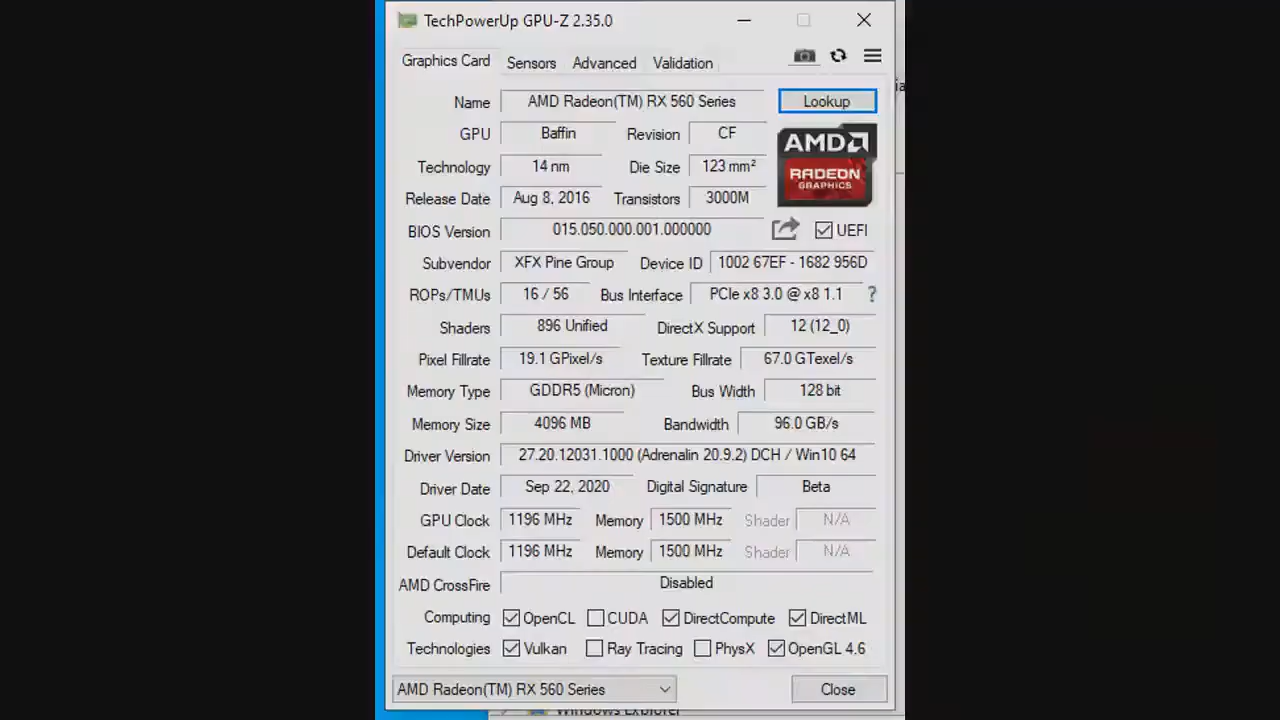 TechPowerUp GPU-Z 2.35.0
Graphics Card Sensors Advanced Validation
Name AMD Radeon(TM) RX 560 Series Lookup
GPU Baffin Revision CF
AMD
RADEON
GRAPHICS
Technology 14 nm Die Size 123 mm²
Release Date Aug 8, 2016 Transistors 3000M
BIOS Version 015.050.000.001.000000 UEFI
Subvendor XFX Pine Group Device ID 1002 67EF - 1682 956D
ROPs/TMUs 16 / 56 Bus Interface PCIe x8 3.0 @ x8 1.1 ?
Shaders 896 Unified DirectX Support 12 (12_0)
Pixel Fillrate 19.1 GPixel/s Texture Fillrate 67.0 GTexel/s
Memory Type GDDR5 (Micron) Bus Width 128 bit
Memory Size 4096 MB Bandwidth 96.0 GB/s
Driver Version 27.20.12031.1000 (Adrenalin 20.9.2) DCH / Win10 64
Driver Date Sep 22, 2020 Digital Signature Beta
GPU Clock 1196 MHz Memory 1500 MHz Shader N/A
Default Clock 1196 MHz Memory 1500 MHz Shader N/A
AMD CrossFire Disabled
Computing OpenCL CUDA DirectCompute DirectML
Technologies Vulkan Ray Tracing PhysX OpenGL 4.6
AMD Radeon(TM) RX 560 Series Close
Windows Explorer